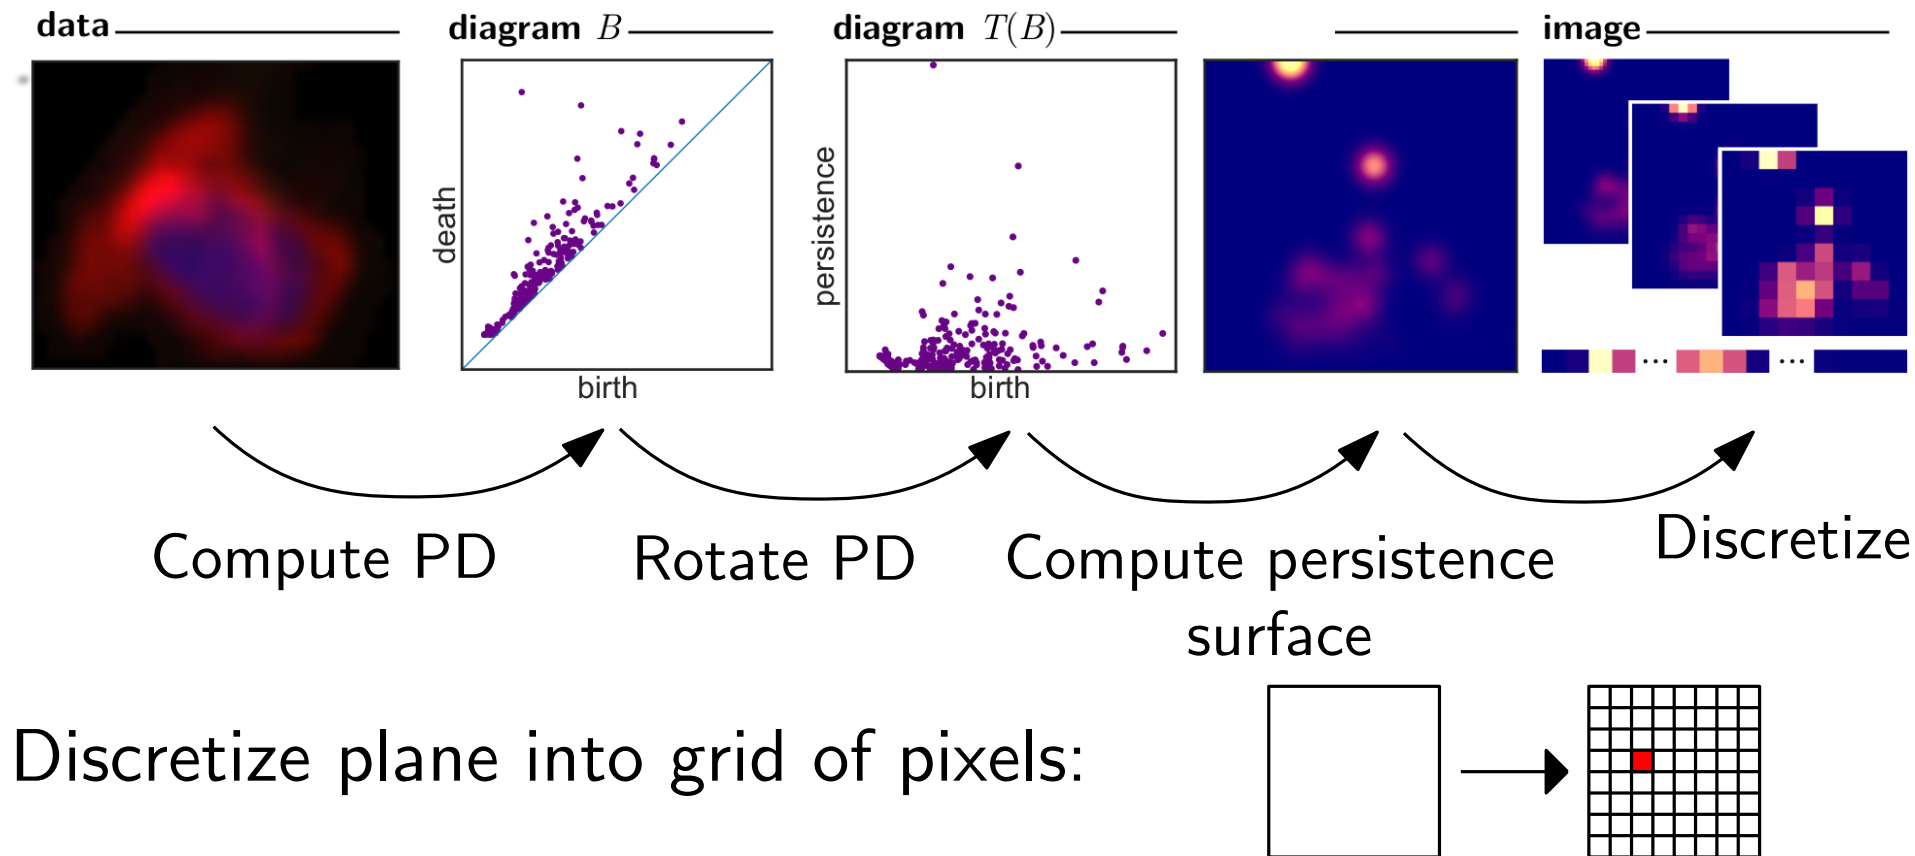 data
diagram B
diagram T(B)
image
death
birth
persistence
birth
...
...
Compute PD
Rotate PD
Compute persistence
surface
Discretize
Discretize plane into grid of pixels: